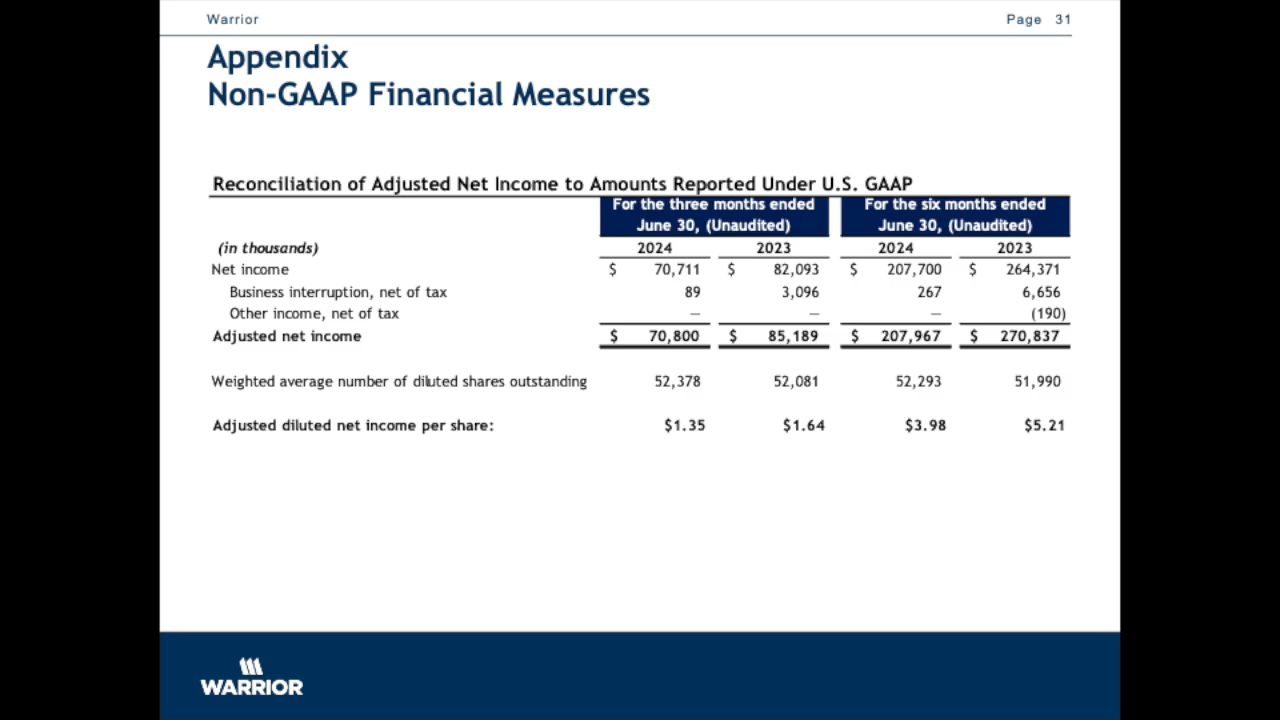 Warrior Page 31
Appendix
Non-GAAP Financial Measures
Reconciliation of Adjusted Net Income to Amounts Reported Under U.S. GAAP
For the three months ended For the six months ended
June 30, (Unaudited) June 30, (Unaudited)
(in thousands) 2024 2023 2024 2023
Net income $ 70,711 $ 82,093 $ 207,700 $ 264,371
Business interruption, net of tax 89 3,096 267 6,656
Other income, net of tax — — — (190)
Adjusted net income $ 70,800 $ 85,189 $ 207,967 $ 270,837
Weighted average number of diluted shares outstanding 52,378 52,081 52,293 51,990
Adjusted diluted net income per share: $1.35 $1.64 $3.98 $5.21
WARRIOR